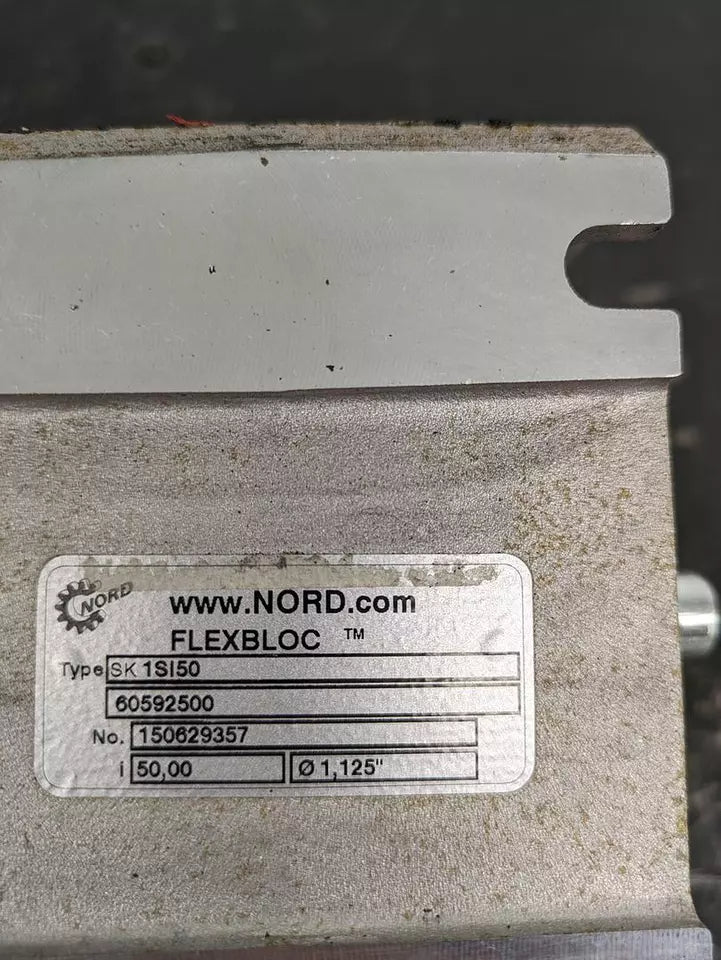 NORD
www.NORD.com
FLEXBLOC ™
Type SK 1SI50
60592500
No. 150629357
i 50,00 Ø 1,125"